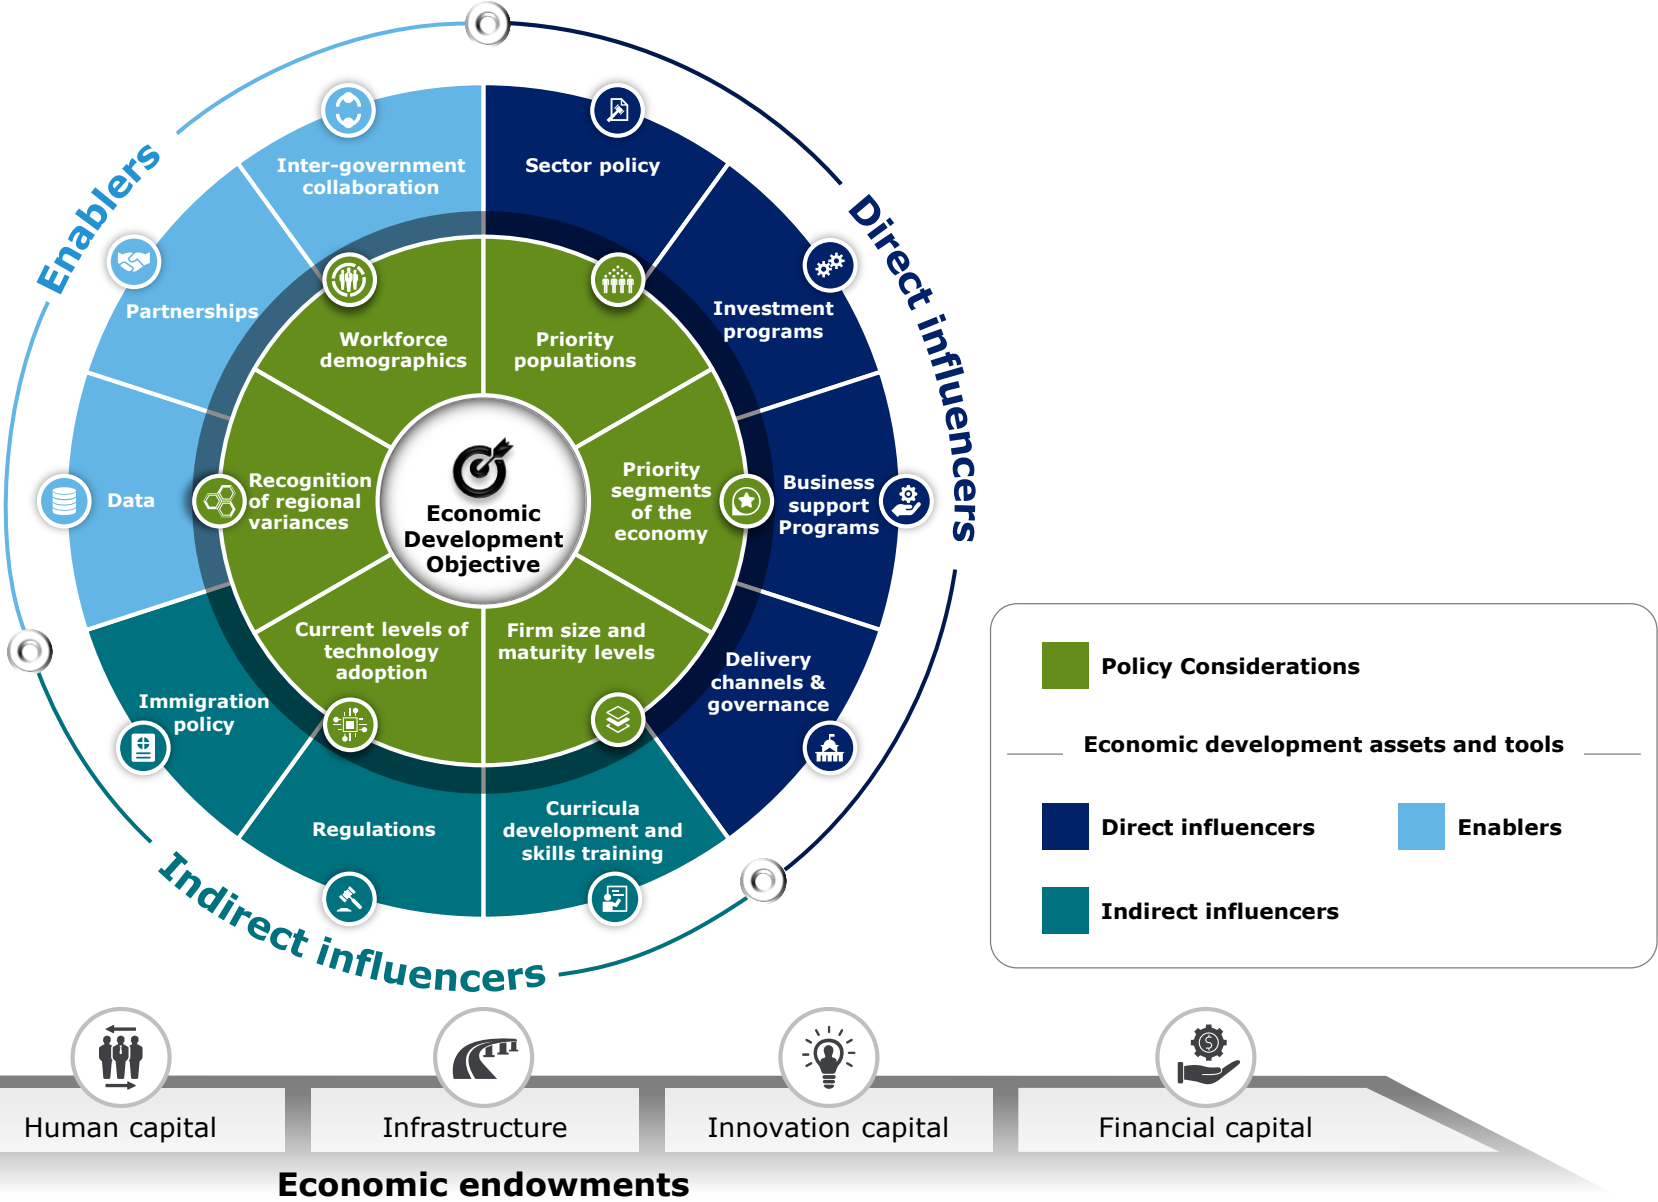 Enablers
Direct influencers
Indirect influencers
Inter-government
collaboration
Sector policy
Partnerships
Investment
programs
Data
Business
support
Programs
Immigration
policy
Delivery
channels &
governance
Regulations
Curricula
development and
skills training
Workforce
demographics
Priority
populations
Recognition
of regional
variances
Priority
segments
of the
economy
Current levels of
technology
adoption
Firm size and
maturity levels
Economic
Development
Objective
Policy Considerations
Economic development assets and tools
Direct influencers
Enablers
Indirect influencers
Human capital
Infrastructure
Innovation capital
Financial capital
Economic endowments